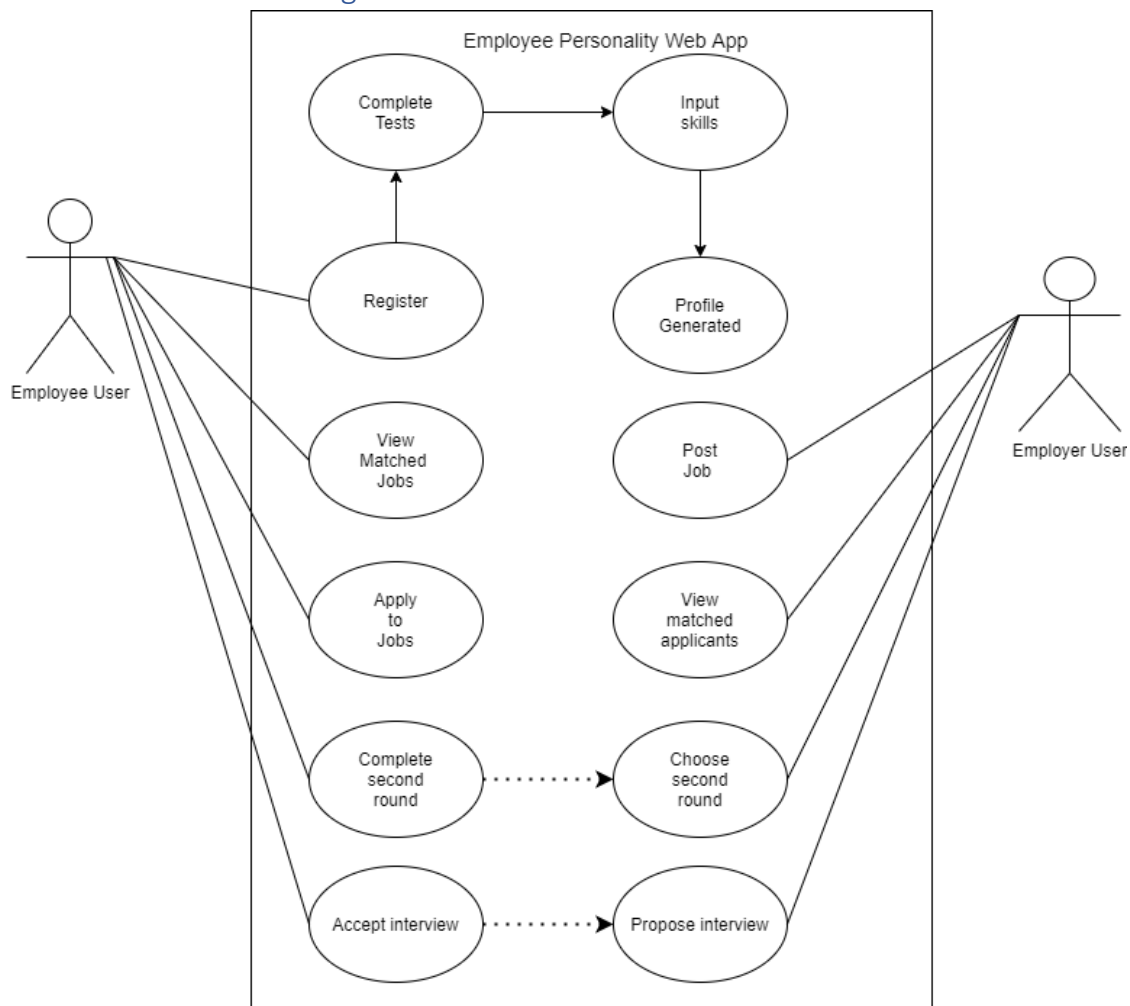 Employee Personality Web App
Complete
Tests
Input
skills
Register
Profile
Generated
Employee User
View
Matched
Jobs
Post
Job
Employer User
Apply
to
Jobs
View
matched
applicants
Complete
second
round
Choose
second
round
Accept interview
Propose interview